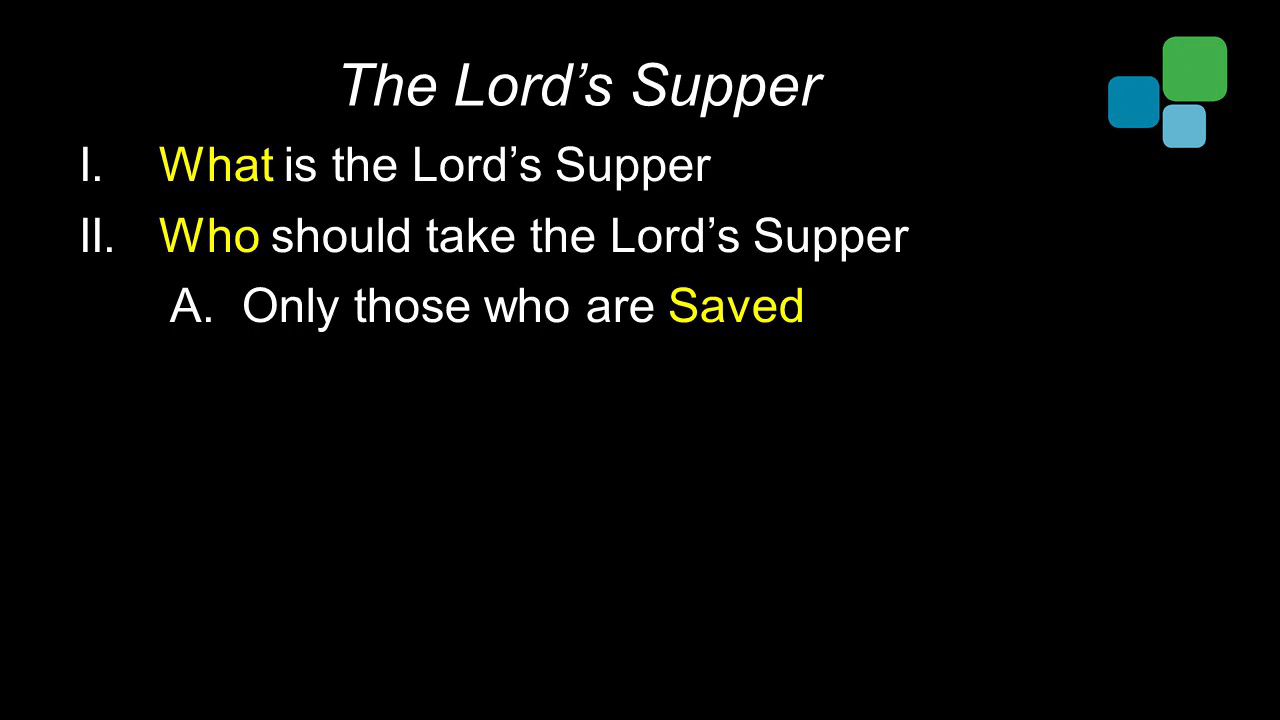 The Lord’s Supper
I. What is the Lord’s Supper
II. Who should take the Lord’s Supper
A. Only those who are Saved